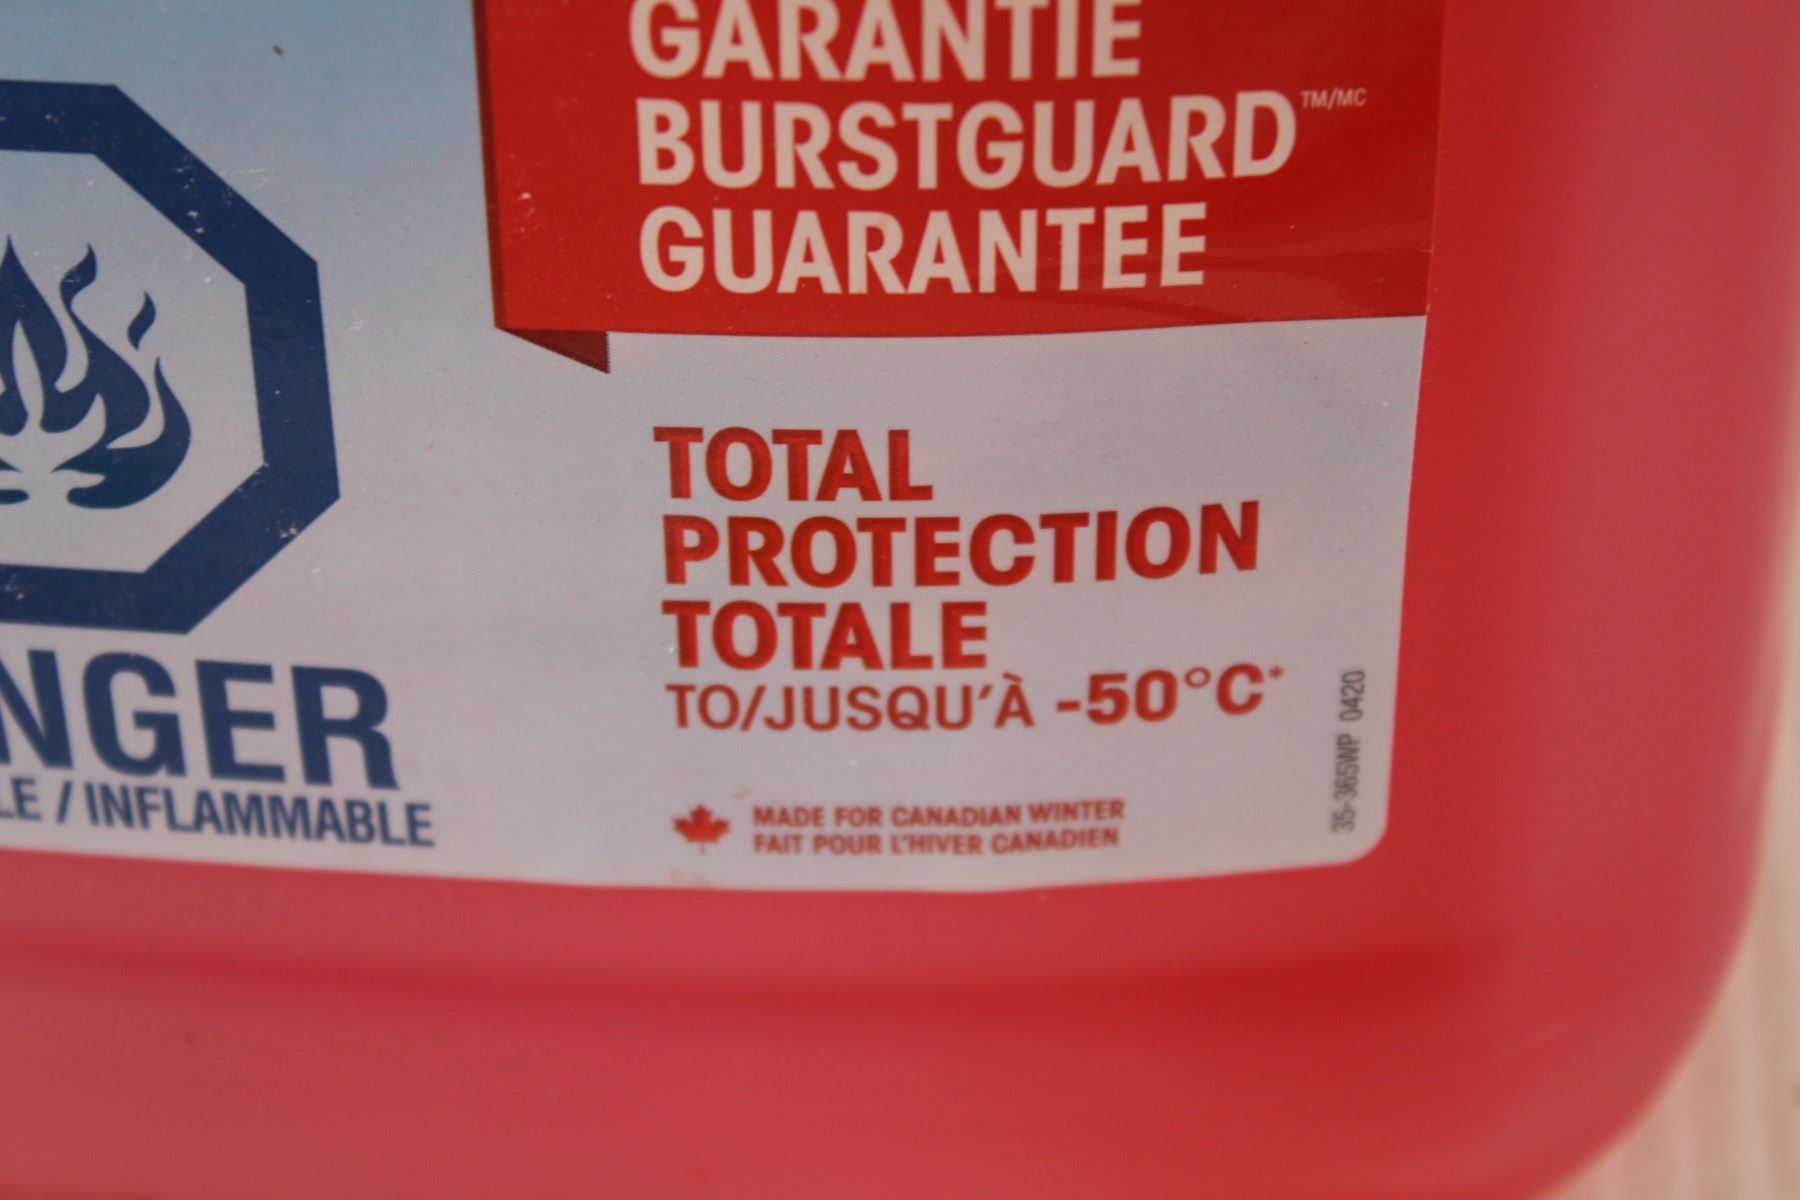 GARANTIE
BURSTGUARD™/MC
GUARANTEE
TOTAL
PROTECTION
TOTALE
TO/JUSQU'À -50°C*
MADE FOR CANADIAN WINTER
FAIT POUR L'HIVER CANADIEN
35-365WP 0420
NGER
LE / INFLAMMABLE